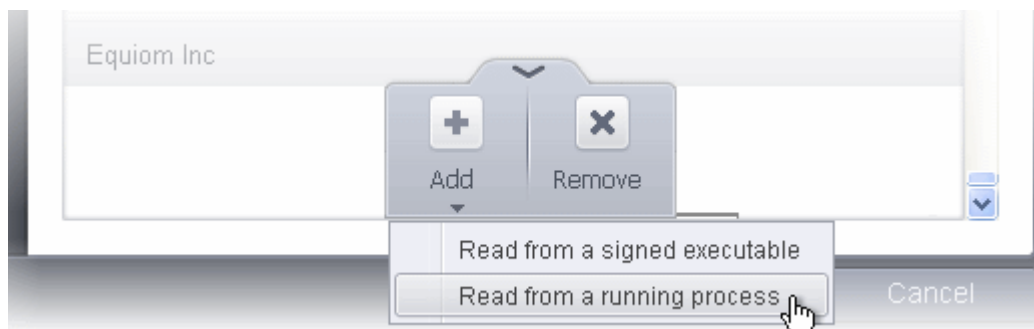 Equiom Inc
Add Remove
Read from a signed executable
Read from a running process
Cancel